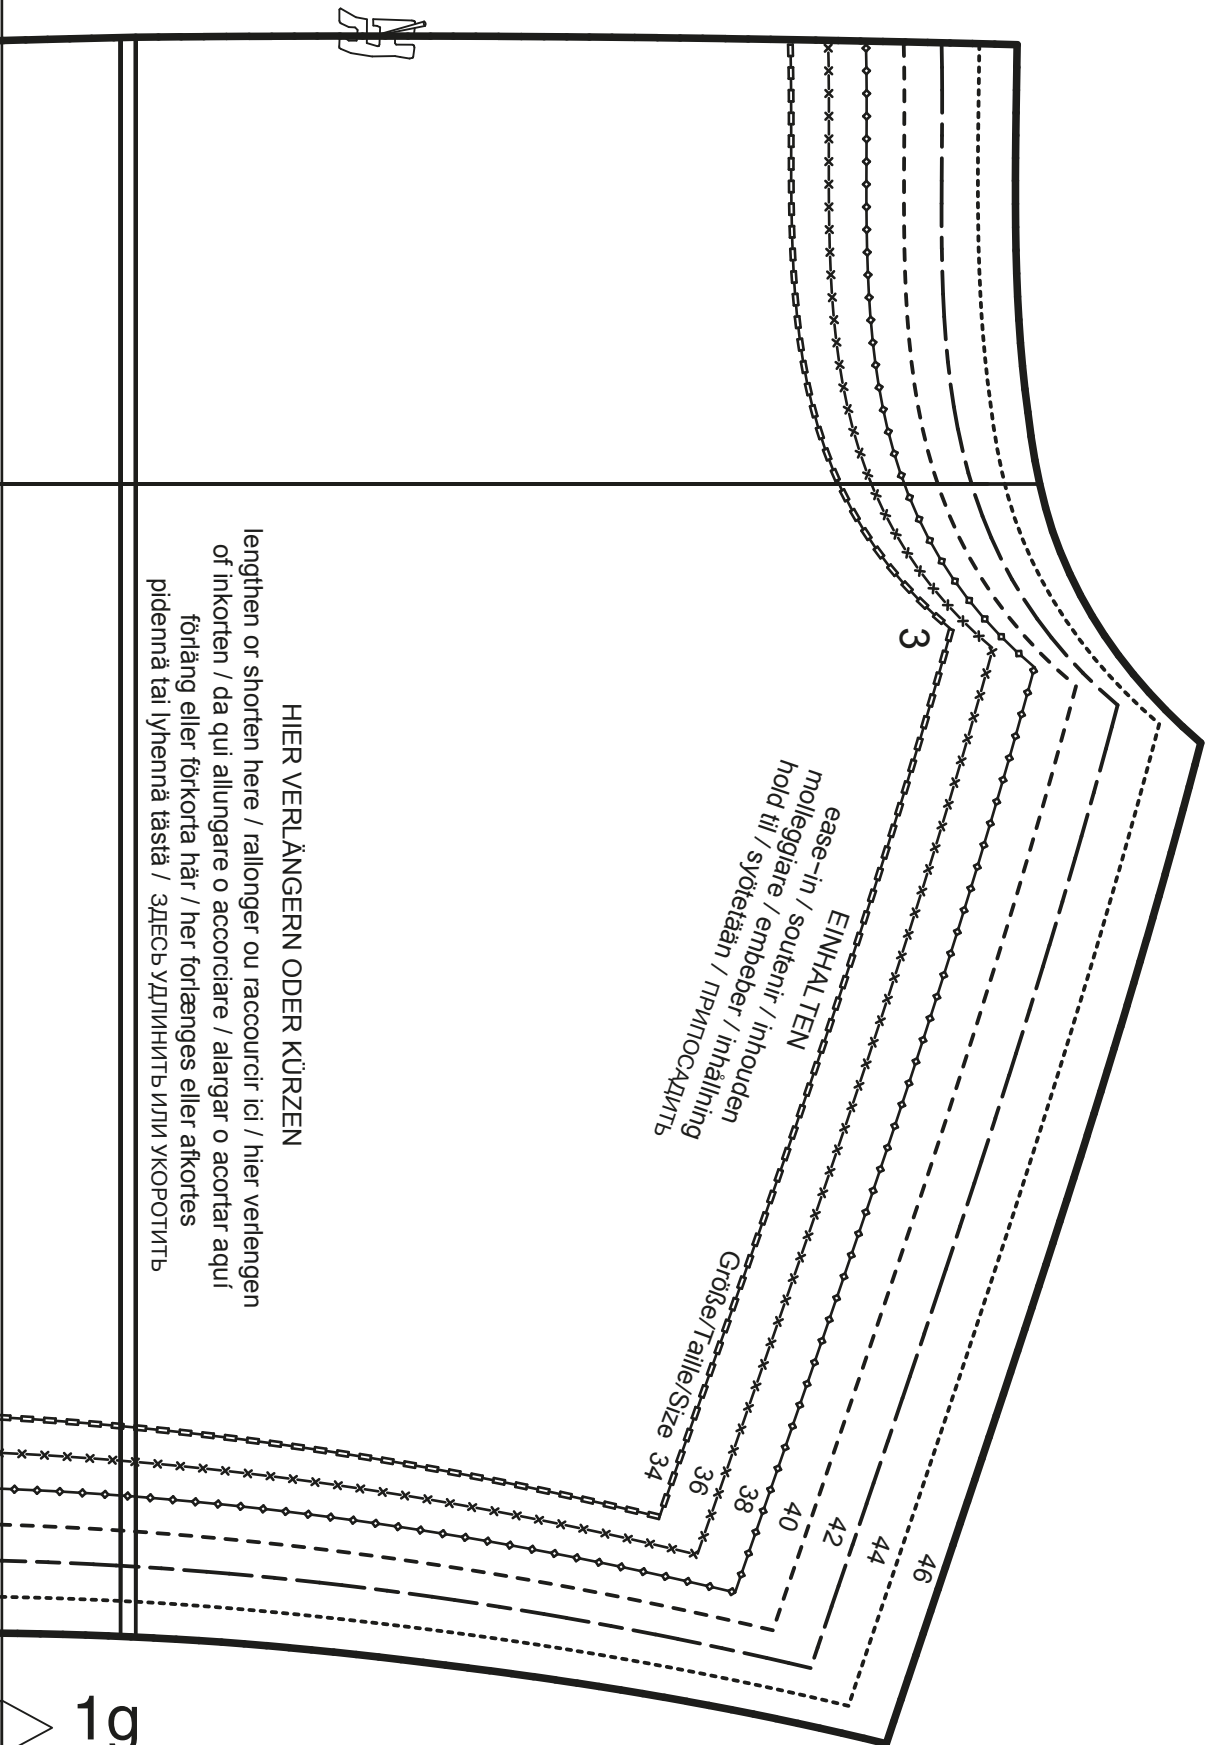 3
EINHALTEN
ease-in / soutenir / inhouden
molleggiare / embeber / inhållning
hold til / syötetään / ПРИПОСАДИТЬ
Größe/Taille/Size 34
36
38
40
42
44
46
HIER VERLÄNGERN ODER KÜRZEN
lengthen or shorten here / rallonger ou raccourcir ici / hier verlengen
of inkorten / da qui allungare o accorciare / alargar o acortar aquí
förläng eller förkorta här / her forlænges eller afkortes
pidennä tai lyhennä tästä / ЗДЕСЬ УДЛИНИТЬ ИЛИ УКОРОТИТЬ
1g